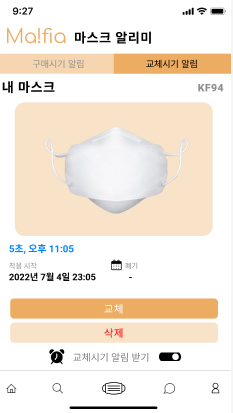 9:27
Ma!fia 마스크 알리미
구매시기 알림 교체시기 알림
내 마스크 KF94
5초, 오후 11:05
착용 시작 폐기
2022년 7월 4일 23:05 -
교체
삭제
교체시기 알림 받기